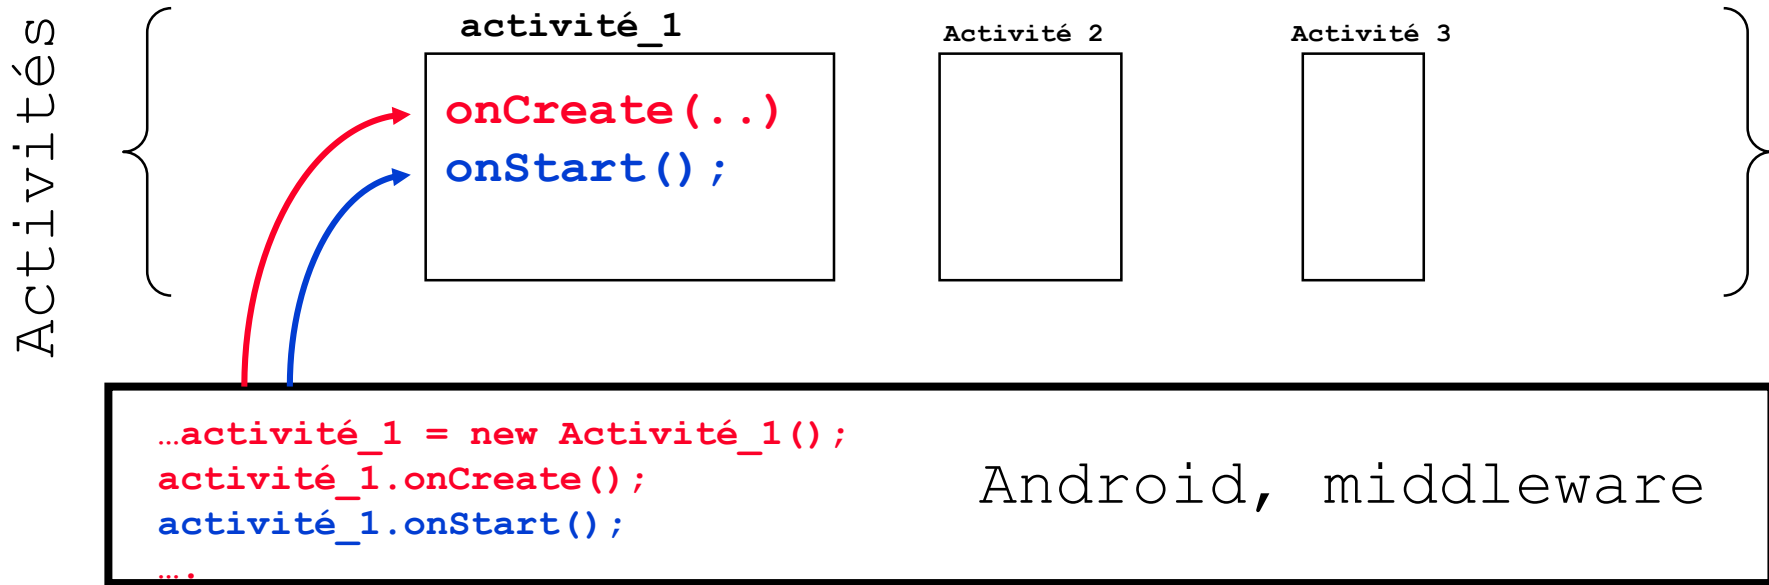 Activités
activité_1
Activité 2
Activité 3
onCreate(..)
onStart();
…activité_1 = new Activité_1();
activité_1.onCreate();
activité_1.onStart();
….
Android, middleware